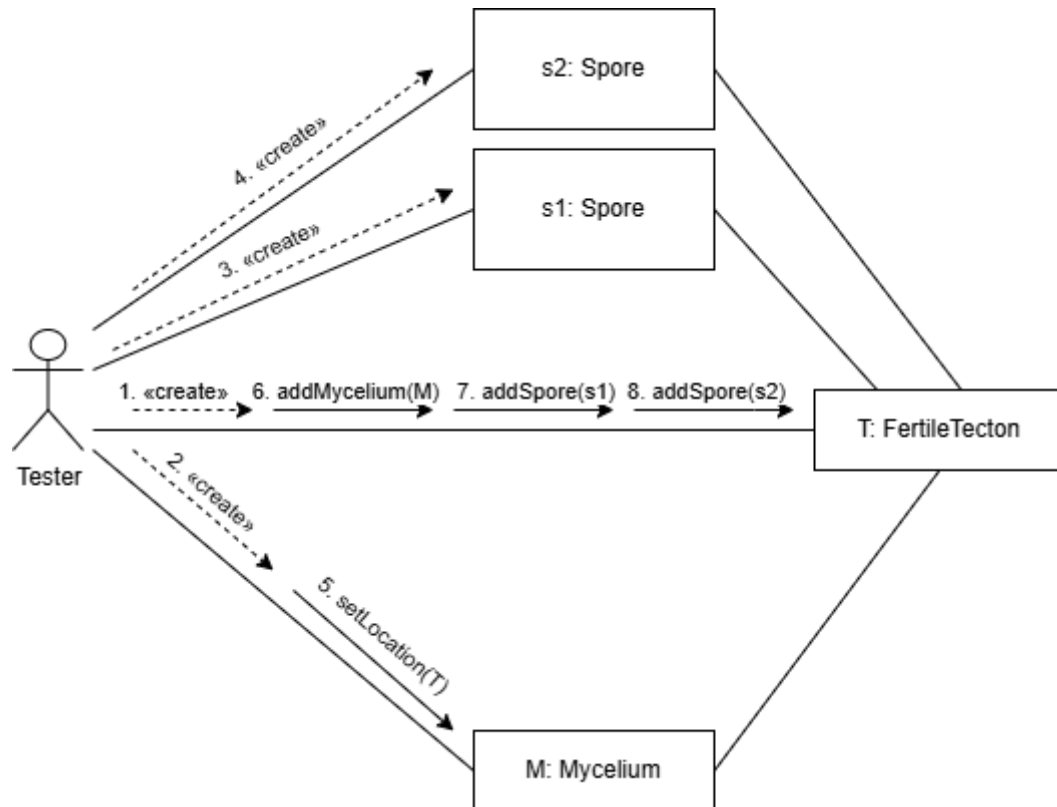 s2: Spore
4. «create»
s1: Spore
3. «create»
1. «create»
6. addMycelium(M)
7. addSpore(s1)
8. addSpore(s2)
T: FertileTecton
Tester
2. «create»
5. setLocation(T)
M: Mycelium